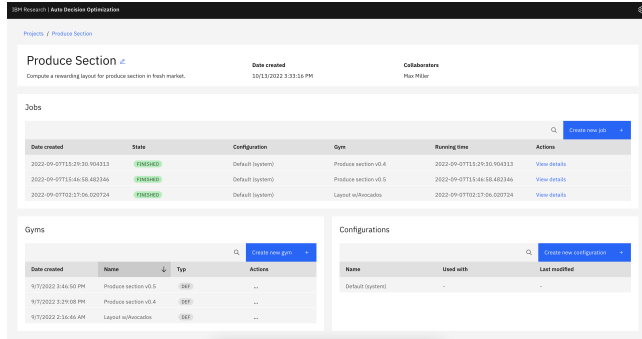 IBM Research | Auto Decision Optimization
Projects / Produce Section
Produce Section
Compute a rewarding layout for produce section in fresh market.
Date created
10/13/2022 3:33:16 PM
Collaborators
Max Miller
Jobs
Create new job +
Date created State Configuration Gym Running time Actions
2022-09-07T15:29:30.904313 FINISHED Default (system) Produce section v0.4 2022-09-07T15:29:30.904313 View details
2022-09-07T15:46:58.482346 FINISHED Default (system) Produce section v0.5 2022-09-07T15:46:58.482346 View details
2022-09-07T02:17:06.020724 FINISHED Default (system) Layout w/Avocados 2022-09-07T02:17:06.020724 View details
Gyms
Create new gym +
Date created Name Typ Actions
9/7/2022 3:46:50 PM Produce section v0.5 DEF ...
9/7/2022 3:29:08 PM Produce section v0.4 DEF ...
9/7/2022 2:16:46 AM Layout w/Avocados DEF ...
Configurations
Create new configuration +
Name Used with Last modified
Default (system) - -